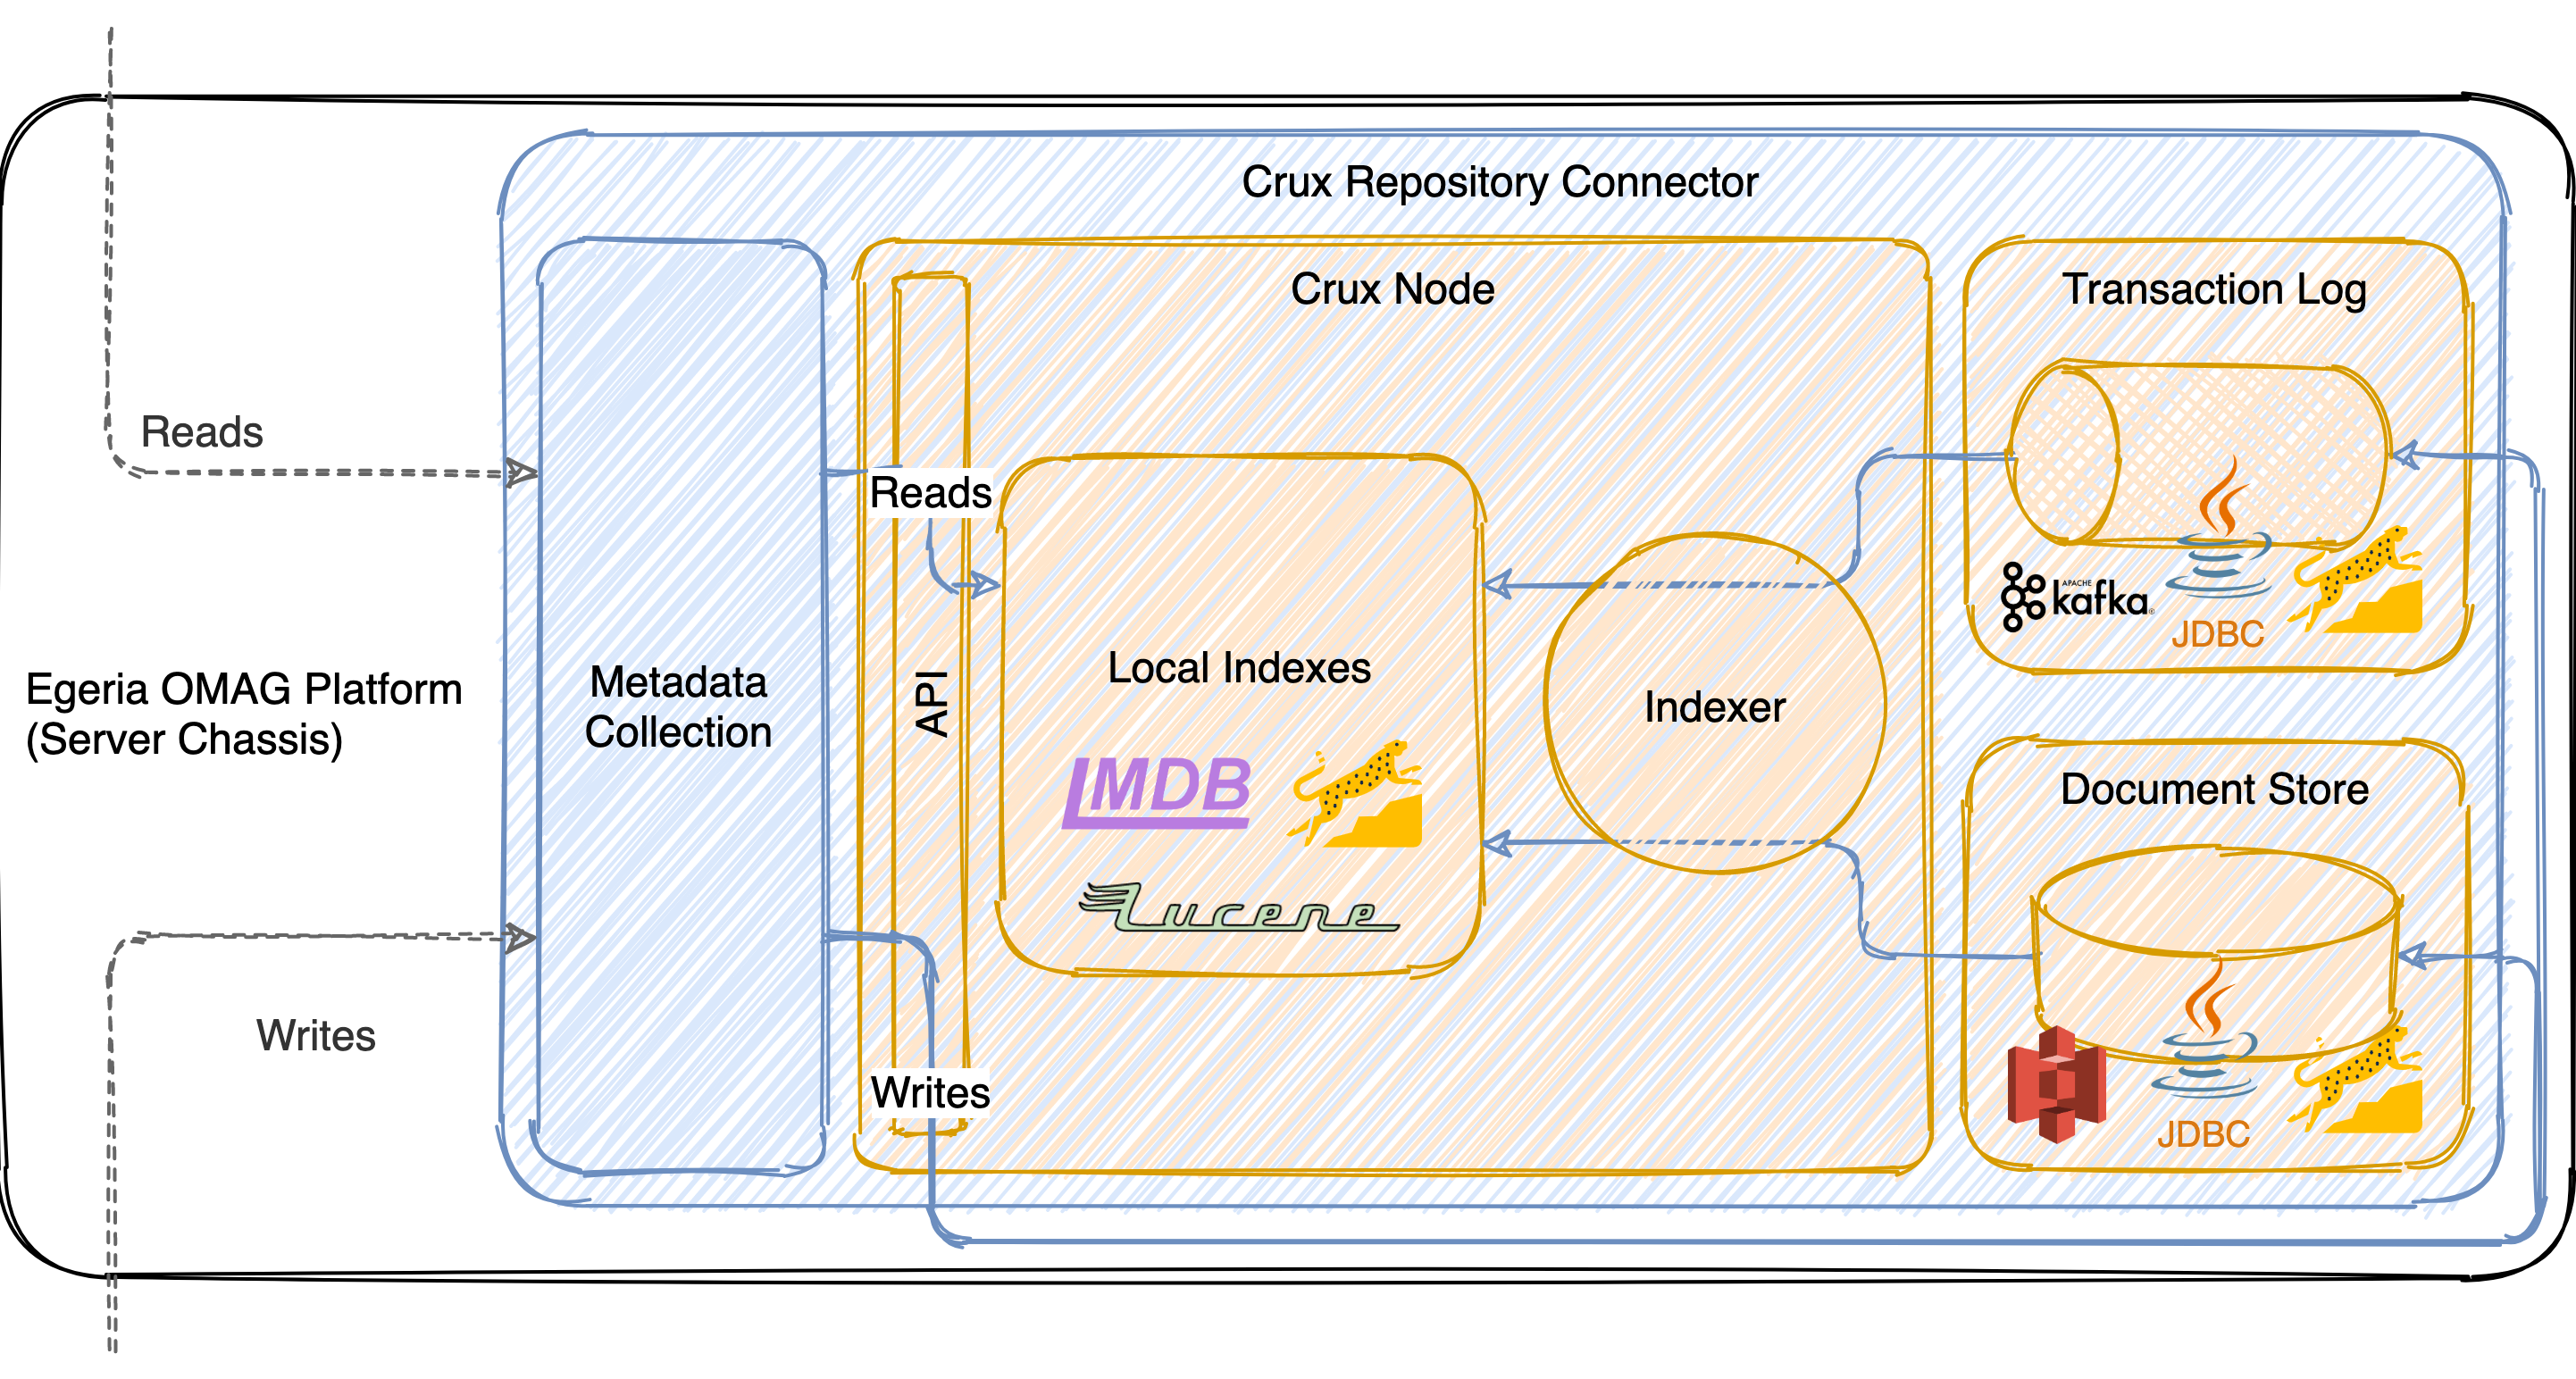 Crux Repository Connector
Crux Node
Transaction Log
Reads
Reads
APACHE
kafka®
JDBC
Egeria OMAG Platform
(Server Chassis)
Metadata
Collection
API
Local Indexes
LMDB
Lucene
Indexer
Document Store
Writes
Writes
JDBC